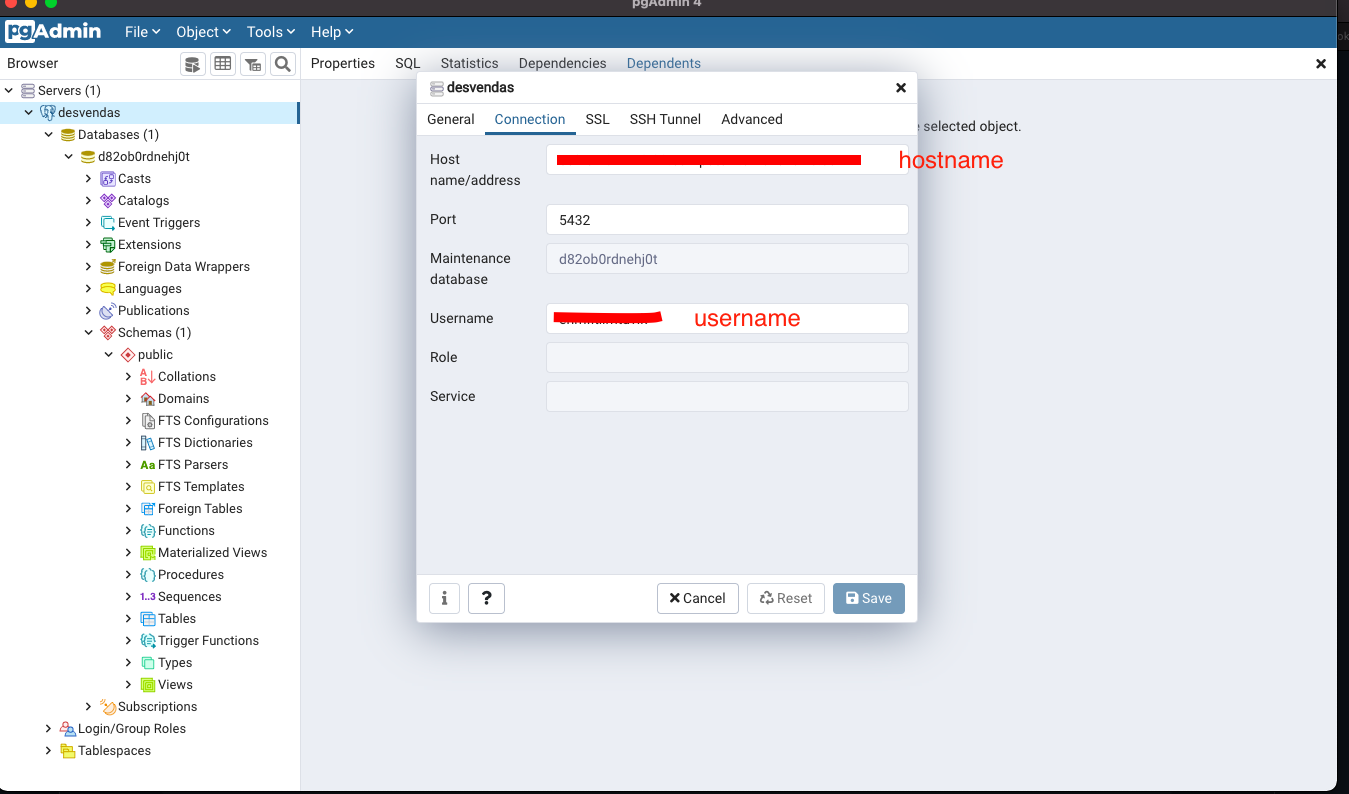 pgAdmin 4
pgAdmin File Object Tools Help
Browser
Properties SQL Statistics Dependencies Dependents
Servers (1)
desvendas
Databases (1)
d82ob0rdnehj0t
Casts
Catalogs
Event Triggers
Extensions
Foreign Data Wrappers
Languages
Publications
Schemas (1)
public
Collations
Domains
FTS Configurations
FTS Dictionaries
Aa FTS Parsers
FTS Templates
Foreign Tables
Functions
Materialized Views
Procedures
1..3 Sequences
Tables
Trigger Functions
Types
Views
Subscriptions
Login/Group Roles
Tablespaces
desvendas
General Connection SSL SSH Tunnel Advanced
selected object.
Host
name/address
hostname
Port
5432
Maintenance
database
d82ob0rdnehj0t
Username
username
Role
Service
i ? Cancel Reset Save